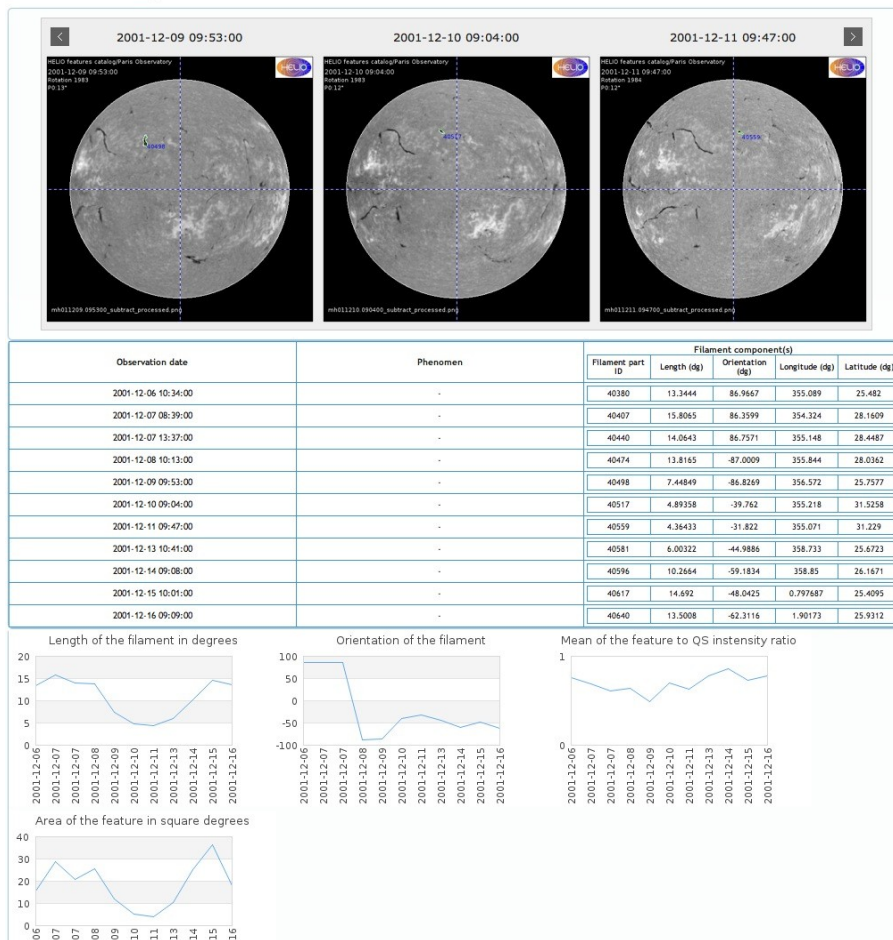 2001-12-09 09:53:00 2001-12-10 09:04:00 2001-12-11 09:47:00
HELIO features catalog/Paris Observatory
2001-12-09 09:53:00
Rotation 1983
P0:13°
HELIO
40498
mh011209.095300_subtract_processed.png
HELIO features catalog/Paris Observatory
2001-12-10 09:04:00
Rotation 1983
P0:12°
HELIO
40517
mh011210.090400_subtract_processed.png
HELIO features catalog/Paris Observatory
2001-12-11 09:47:00
Rotation 1984
P0:12°
HELIO
40559
mh011211.094700_subtract_processed.png
Observation date Phenomen Filament component(s)
Filament part ID Length (dg) Orientation (dg) Longitude (dg) Latitude (dg)
2001-12-06 10:34:00 - 40380 13.3444 86.9667 355.089 25.482
2001-12-07 08:39:00 - 40407 15.8065 86.3599 354.324 28.1609
2001-12-07 13:37:00 - 40440 14.0643 86.7571 355.148 28.4487
2001-12-08 10:13:00 - 40474 13.8165 -87.0009 355.844 28.0362
2001-12-09 09:53:00 - 40498 7.44849 -86.8269 356.572 25.7577
2001-12-10 09:04:00 - 40517 4.89358 -39.762 355.218 31.5258
2001-12-11 09:47:00 - 40559 4.36433 -31.822 355.071 31.229
2001-12-13 10:41:00 - 40581 6.00322 -44.9886 358.733 25.6723
2001-12-14 09:08:00 - 40596 10.2664 -59.1834 358.85 26.1671
2001-12-15 10:01:00 - 40617 14.692 -48.0425 0.797687 25.4095
2001-12-16 09:09:00 - 40640 13.5008 -62.3116 1.90173 25.9312
Length of the filament in degrees
20
15
10
5
0
2001-12-06
2001-12-07
2001-12-07
2001-12-08
2001-12-09
2001-12-10
2001-12-11
2001-12-13
2001-12-14
2001-12-15
2001-12-16
Orientation of the filament
100
50
0
-50
-100
2001-12-06
2001-12-07
2001-12-07
2001-12-08
2001-12-09
2001-12-10
2001-12-11
2001-12-13
2001-12-14
2001-12-15
2001-12-16
Mean of the feature to QS instensity ratio
1
0
2001-12-06
2001-12-07
2001-12-07
2001-12-08
2001-12-09
2001-12-10
2001-12-11
2001-12-13
2001-12-14
2001-12-15
2001-12-16
Area of the feature in square degrees
40
30
20
10
0
06
07
07
08
09
10
11
13
14
15
16